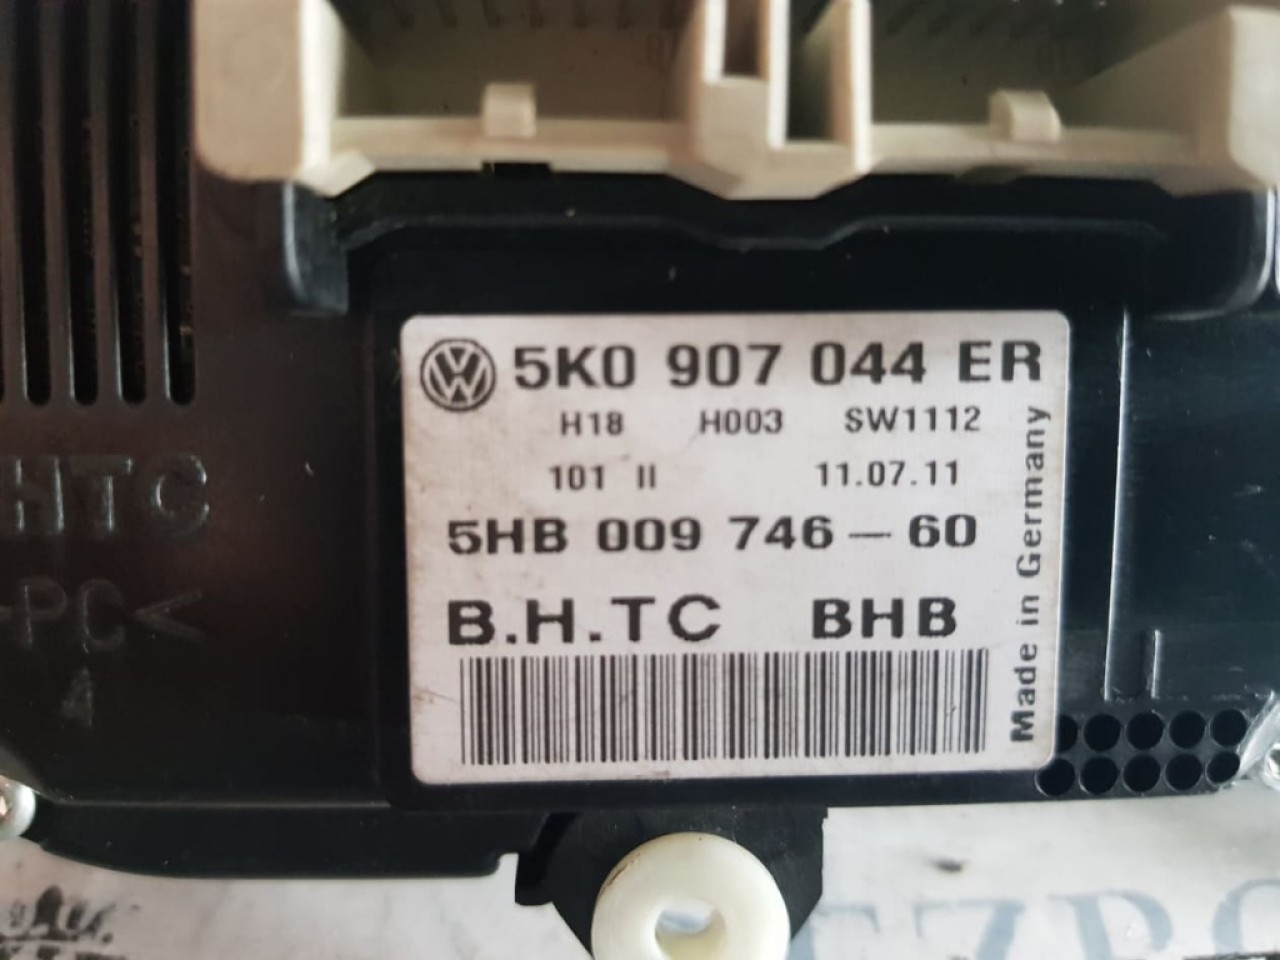 5K0 907 044 ER
H18 H003 SW1112
101 II 11.07.11
5HB 009 746-60
B.H.TC BHB
Made in Germany
HTC
PC<